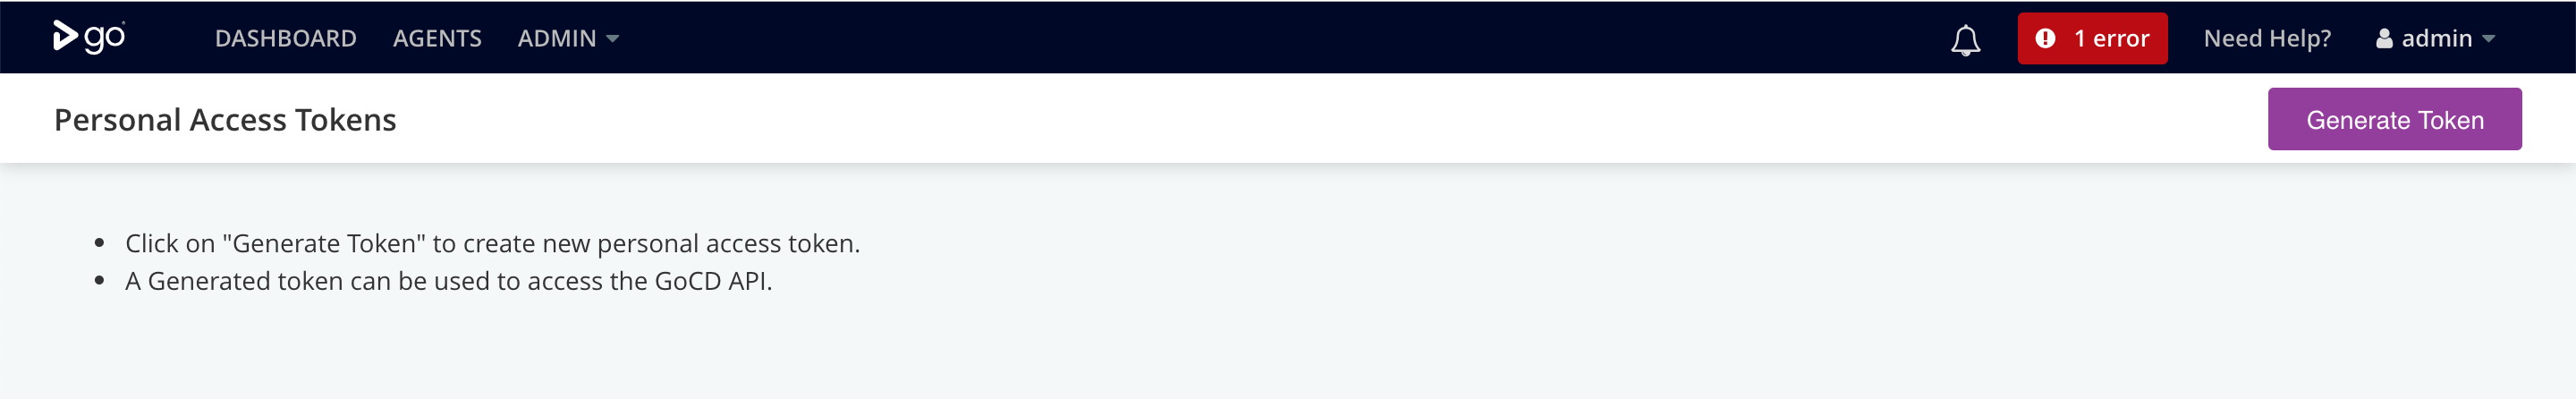 go DASHBOARD AGENTS ADMIN 1 error Need Help? admin
Personal Access Tokens Generate Token
Click on "Generate Token" to create new personal access token.
A Generated token can be used to access the GoCD API.